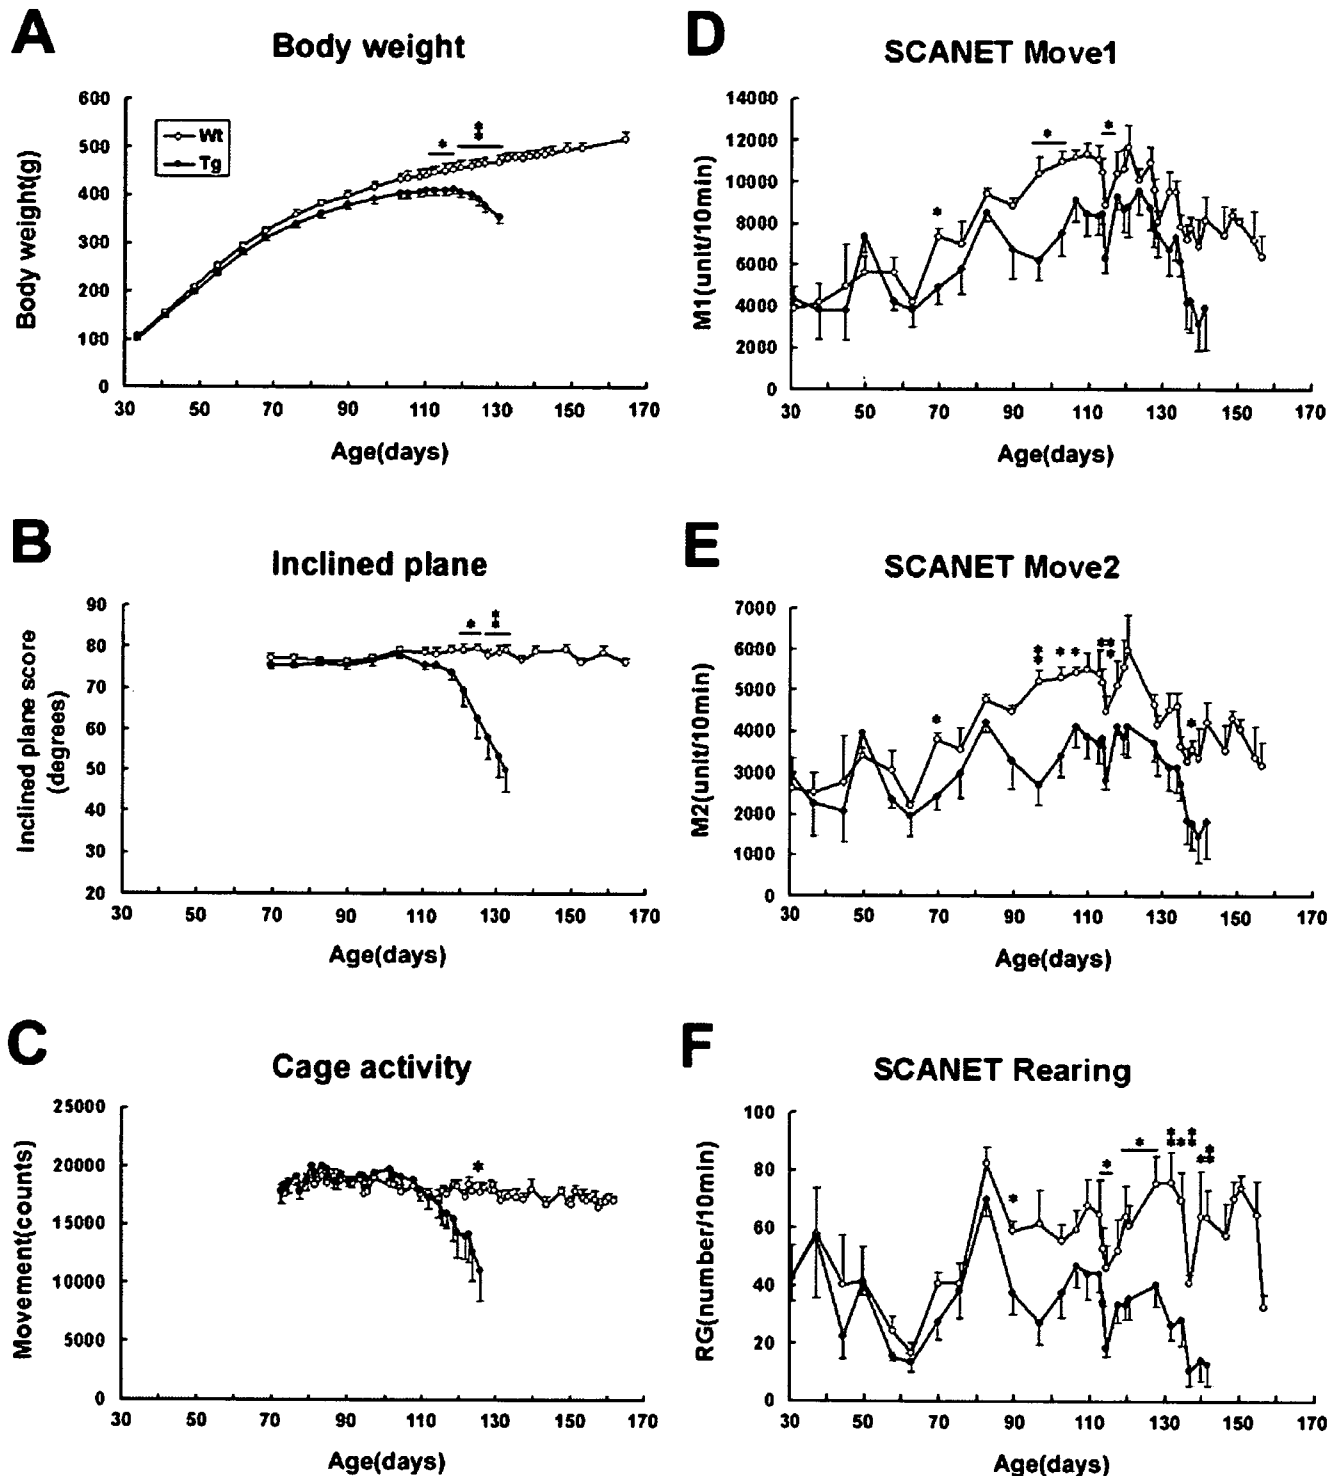 A
Body weight
600
500
400
300
200
100
0
Body weight(g)
Wt
Tg
*
**
30 50 70 90 110 130 150 170
Age(days)
B
Inclined plane
90
80
70
60
50
40
30
20
Inclined plane score
(degrees)
*
**
30 50 70 90 110 130 150 170
Age(days)
C
Cage activity
25000
20000
15000
10000
5000
0
Movement(counts)
*
30 50 70 90 110 130 150 170
Age(days)
D
SCANET Move1
14000
12000
10000
8000
6000
4000
2000
0
M1(unit/10min)
* * *
30 50 70 90 110 130 150 170
Age(days)
E
SCANET Move2
7000
6000
5000
4000
3000
2000
1000
0
M2(unit/10min)
* ** * * * ** *
30 50 70 90 110 130 150 170
Age(days)
F
SCANET Rearing
100
80
60
40
20
0
RG(number/10min)
* * * ** * ** * **
30 50 70 90 110 130 150 170
Age(days)